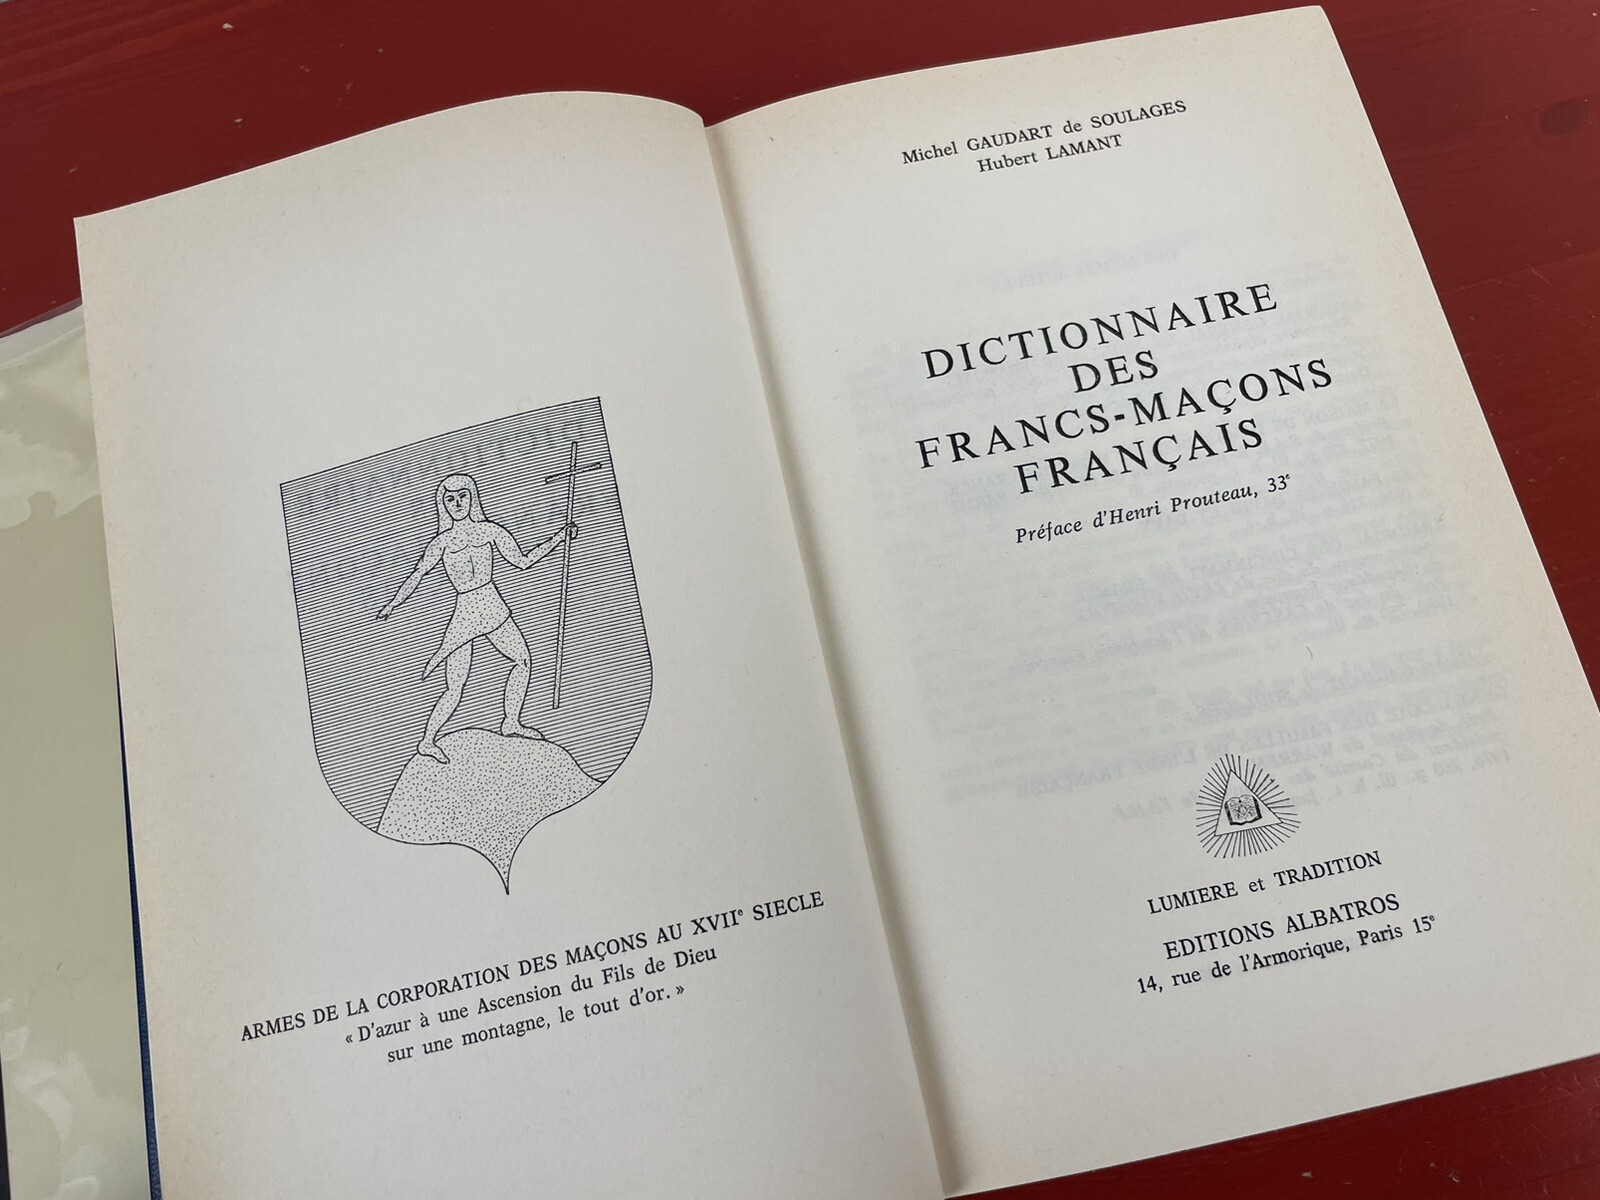 ARMES DE LA CORPORATION DES MAÇONS AU XVIIe SIECLE
« D'azur à une Ascension du Fils de Dieu
sur une montagne, le tout d'or. »
Michel GAUDART de SOULAGES
Hubert LAMANT
DICTIONNAIRE
DES
FRANCS-MAÇONS
FRANÇAIS
Préface d'Henri Prouteau, 33e
LUMIERE et TRADITION
EDITIONS ALBATROS
14, rue de l'Armorique, Paris 15e